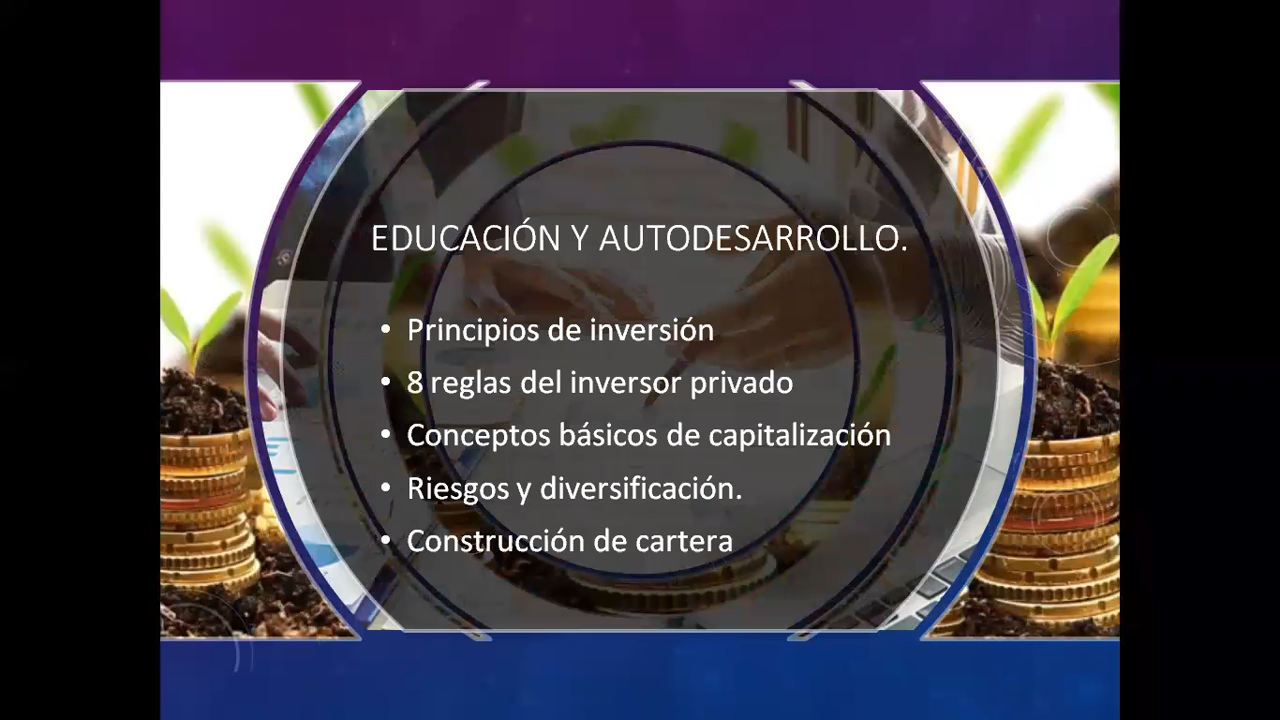 EDUCACIÓN Y AUTODESARROLLO.
• Principios de inversión
• 8 reglas del inversor privado
• Conceptos básicos de capitalización
• Riesgos y diversificación.
• Construcción de cartera